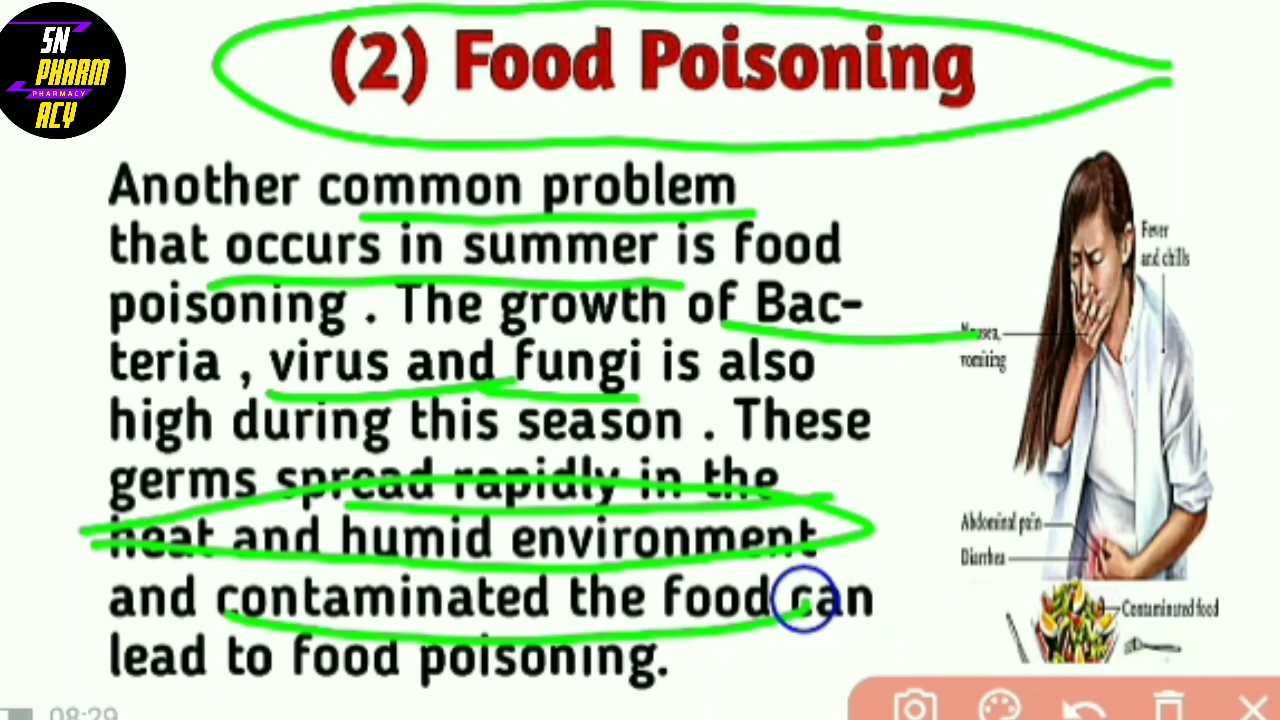 SN
PHARM
PHARMACY
ACY
(2) Food Poisoning
Another common problem
that occurs in summer is food
poisoning . The growth of Bac-
teria , virus and fungi is also
high during this season . These
germs spread rapidly in the
heat and humid environment
and contaminated the food can
lead to food poisoning.
Fever
and chills
Nausea,
vomiting
Abdominal pain
Diarrhea
Contaminated food
08:29